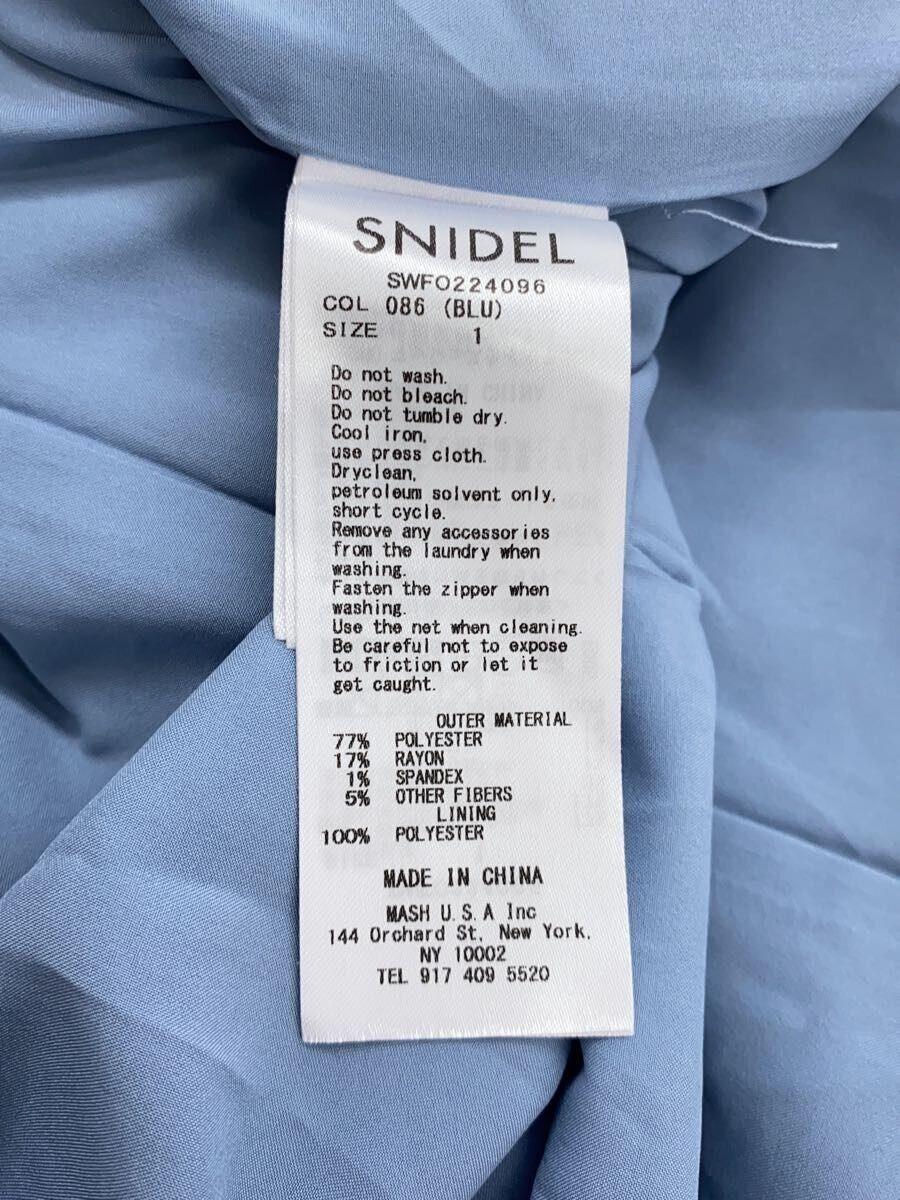 SNIDEL
SWFO224096
COL 086 (BLU)
SIZE 1
Do not wash.
Do not bleach.
Do not tumble dry.
Cool iron,
use press cloth.
Dryclean,
petroleum solvent only,
short cycle.
Remove any accessories
from the laundry when
washing.
Fasten the zipper when
washing.
Use the net when cleaning.
Be careful not to expose
to friction or let it
get caught.
OUTER MATERIAL
77% POLYESTER
17% RAYON
1% SPANDEX
5% OTHER FIBERS
LINING
100% POLYESTER
MADE IN CHINA
MASH U.S.A Inc
144 Orchard St, New York,
NY 10002
TEL 917 409 5520